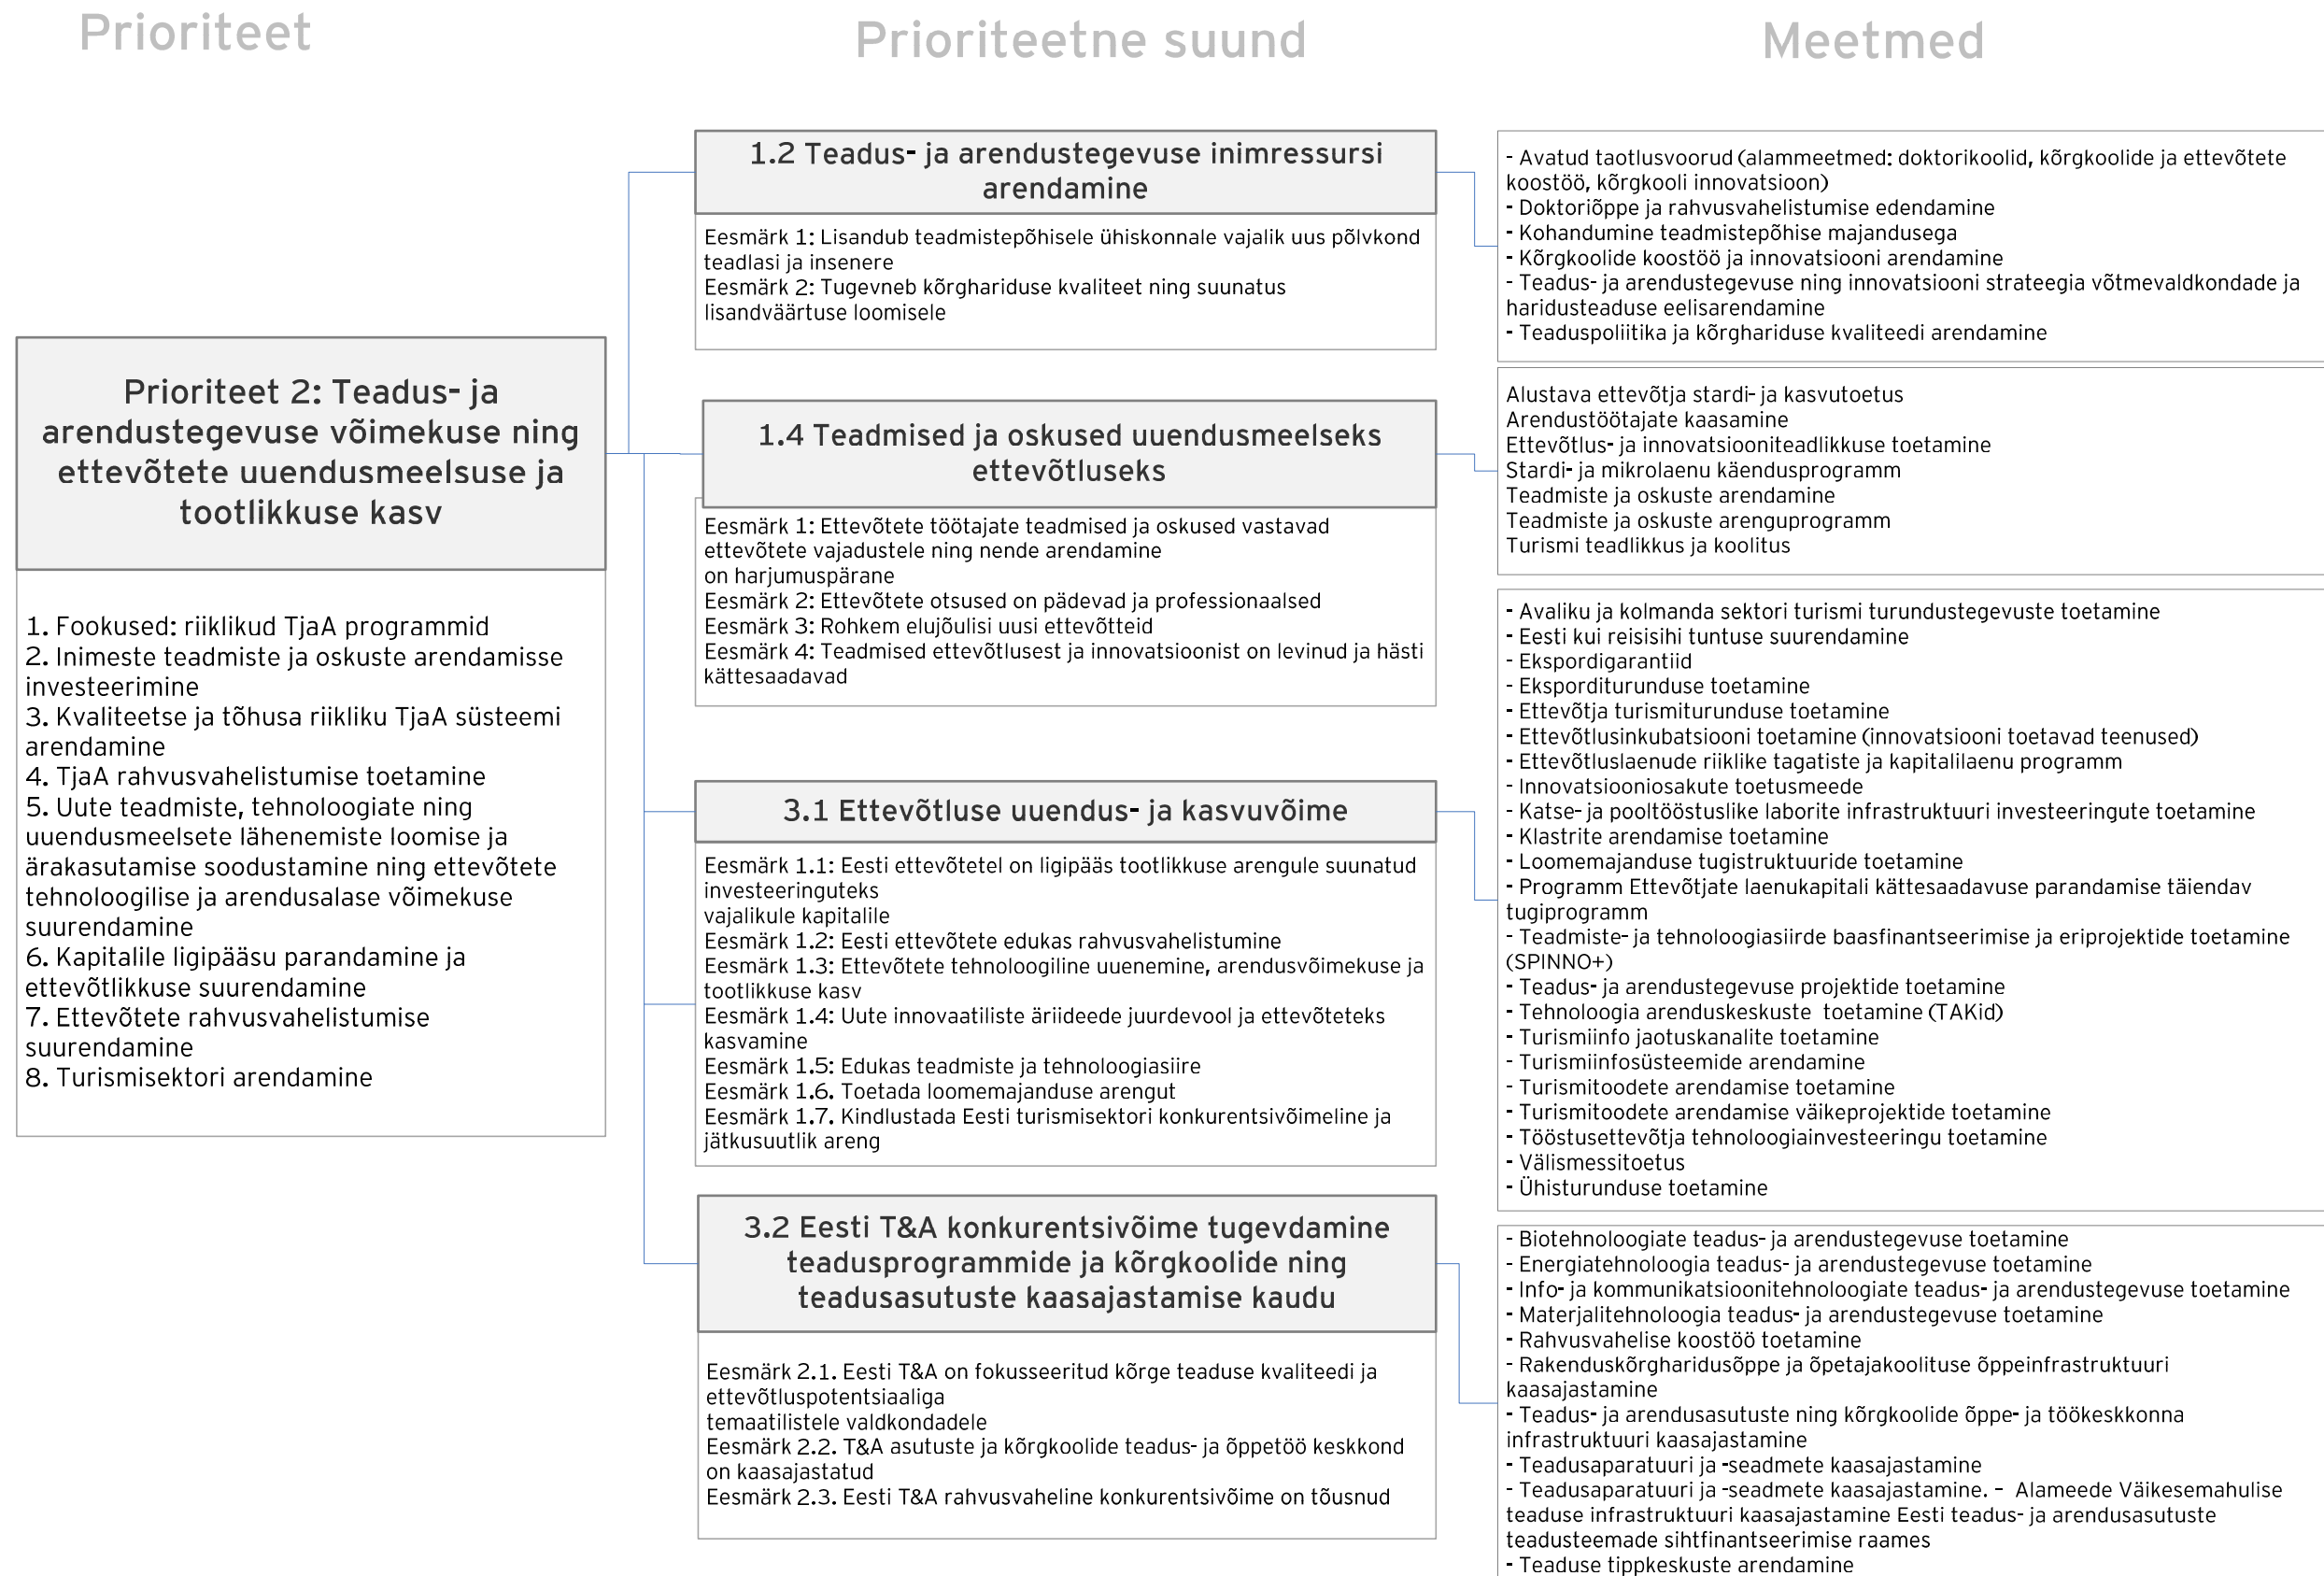 Prioriteet
Prioriteetne suund
Meetmed
Prioriteet 2: Teadus- ja
arendustegevuse võimekuse ning
ettevõtete uuendusmeelsuse ja
tootlikkuse kasv
1. Fookused: riiklikud TjaA programmid
2. Inimeste teadmiste ja oskuste arendamisse
investeerimine
3. Kvaliteetse ja tõhusa riikliku TjaA süsteemi
arendamine
4. TjaA rahvusvahelistumise toetamine
5. Uute teadmiste, tehnoloogiate ning
uuendusmeelsete lähenemiste loomise ja
ärakasutamise soodustamine ning ettevõtete
tehnoloogilise ja arendusalase võimekuse
suurendamine
6. Kapitalile ligipääsu parandamine ja
ettevõtlikkuse suurendamine
7. Ettevõtete rahvusvahelistumise
suurendamine
8. Turismisektori arendamine
1.2 Teadus- ja arendustegevuse inimressursi
arendamine
Eesmärk 1: Lisandub teadmistepõhisele ühiskonnale vajalik uus põlvkond
teadlasi ja insenere
Eesmärk 2: Tugevneb kõrghariduse kvaliteet ning suunatus
lisandväärtuse loomisele
1.4 Teadmised ja oskused uuendusmeelseks
ettevõtluseks
Eesmärk 1: Ettevõtete töötajate teadmised ja oskused vastavad
ettevõtete vajadustele ning nende arendamine
on harjumuspärane
Eesmärk 2: Ettevõtete otsused on pädevad ja professionaalsed
Eesmärk 3: Rohkem elujõulisi uusi ettevõtteid
Eesmärk 4: Teadmised ettevõtlusest ja innovatsioonist on levinud ja hästi
kättesaadavad
3.1 Ettevõtluse uuendus- ja kasvuvõime
Eesmärk 1.1: Eesti ettevõtetel on ligipääs tootlikkuse arengule suunatud
investeeringuteks
vajalikule kapitalile
Eesmärk 1.2: Eesti ettevõtete edukas rahvusvahelistumine
Eesmärk 1.3: Ettevõtete tehnoloogiline uuenemine, arendusvõimekuse ja
tootlikkuse kasv
Eesmärk 1.4: Uute innovaatiliste äriideede juurdevool ja ettevõteteks
kasvamine
Eesmärk 1.5: Edukas teadmiste ja tehnoloogiasiire
Eesmärk 1.6. Toetada loomemajanduse arengut
Eesmärk 1.7. Kindlustada Eesti turismisektori konkurentsivõimeline ja
jätkusuutlik areng
3.2 Eesti T&A konkurentsivõime tugevdamine
teadusprogrammide ja kõrgkoolide ning
teadusasutuste kaasajastamise kaudu
Eesmärk 2.1. Eesti T&A on fokusseeritud kõrge teaduse kvaliteedi ja
ettevõtluspotentsiaaliga
temaatilistele valdkondadele
Eesmärk 2.2. T&A asutuste ja kõrgkoolide teadus- ja õppetöö keskkond
on kaasajastatud
Eesmärk 2.3. Eesti T&A rahvusvaheline konkurentsivõime on tõusnud
- Avatud taotlusvoorud (alammeetmed: doktorikoolid, kõrgkoolide ja ettevõtete
koostöö, kõrgkooli innovatsioon)
- Doktoriõppe ja rahvusvahelistumise edendamine
- Kohandumine teadmistepõhise majandusega
- Kõrgkoolide koostöö ja innovatsiooni arendamine
- Teadus- ja arendustegevuse ning innovatsiooni strateegia võtmevaldkondade ja
haridusteaduse eelisarendamine
- Teaduspoliitika ja kõrghariduse kvaliteedi arendamine
Alustava ettevõtja stardi- ja kasvutoetus
Arendustöötajate kaasamine
Ettevõtlus- ja innovatsiooniteadlikkuse toetamine
Stardi- ja mikrolaenu käendusprogramm
Teadmiste ja oskuste arendamine
Teadmiste ja oskuste arenguprogramm
Turismi teadlikkus ja koolitus
- Avaliku ja kolmanda sektori turismi turundustegevuste toetamine
- Eesti kui reisisihi tuntuse suurendamine
- Ekspordigarantiid
- Eksporditurunduse toetamine
- Ettevõtja turismiturunduse toetamine
- Ettevõtlusinkubatsiooni toetamine (innovatsiooni toetavad teenused)
- Ettevõtluslaenude riiklike tagatiste ja kapitalilaenu programm
- Innovatsiooniosakute toetusmeede
- Katse- ja pooltööstuslike laborite infrastruktuuri investeeringute toetamine
- Klastrite arendamise toetamine
- Loomemajanduse tugistruktuuride toetamine
- Programm Ettevõtjate laenukapitali kättesaadavuse parandamise täiendav
tugiprogramm
- Teadmiste- ja tehnoloogiasiirde baasfinantseerimise ja eriprojektide toetamine
(SPINNO+)
- Teadus- ja arendustegevuse projektide toetamine
- Tehnoloogia arenduskeskuste toetamine (TAKid)
- Turismiinfo jaotuskanalite toetamine
- Turismiinfosüsteemide arendamine
- Turismitoodete arendamise toetamine
- Turismitoodete arendamise väikeprojektide toetamine
- Tööstusettevõtja tehnoloogiainvesteeringu toetamine
- Välismessitoetus
- Ühisturunduse toetamine
- Biotehnoloogiate teadus- ja arendustegevuse toetamine
- Energiatehnoloogia teadus- ja arendustegevuse toetamine
- Info- ja kommunikatsioonitehnoloogiate teadus- ja arendustegevuse toetamine
- Materjalitehnoloogia teadus- ja arendustegevuse toetamine
- Rahvusvahelise koostöö toetamine
- Rakenduskõrgharidusõppe ja õpetajakoolituse õppeinfrastruktuuri
kaasajastamine
- Teadus- ja arendusasutuste ning kõrgkoolide õppe- ja töökeskkonna
infrastruktuuri kaasajastamine
- Teadusaparatuuri ja -seadmete kaasajastamine
- Teadusaparatuuri ja -seadmete kaasajastamine. – Alameede Väikesemahulise
teaduse infrastruktuuri kaasajastamine Eesti teadus- ja arendusasutuste
teadusteemade sihtfinantseerimise raames
- Teaduse tippkeskuste arendamine